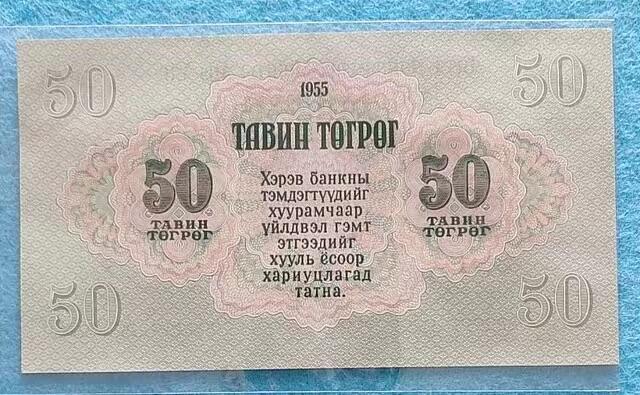 50 50
1955
ТАВИН ТӨГРӨГ
50
ТАВИН
ТӨГРӨГ
Хэрэв банкны
тэмдэгтүүдийг
хуурамчаар
үйлдвэл гэмт
этгээдийг
хууль ёсоор
хариуцлагад
татна.
50
ТАВИН
ТӨГРӨГ
50 50